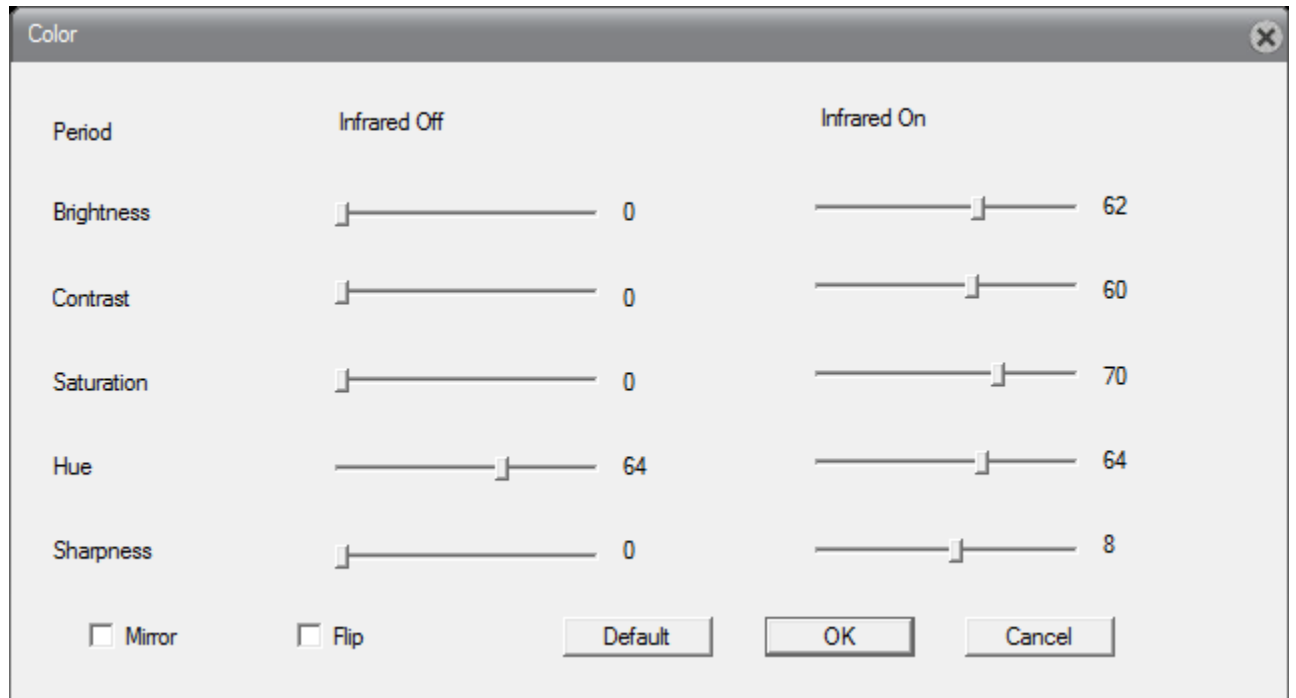 Color
Period Infrared Off Infrared On
Brightness 0 62
Contrast 0 60
Saturation 0 70
Hue 64 64
Sharpness 0 8
Mirror Flip Default OK Cancel